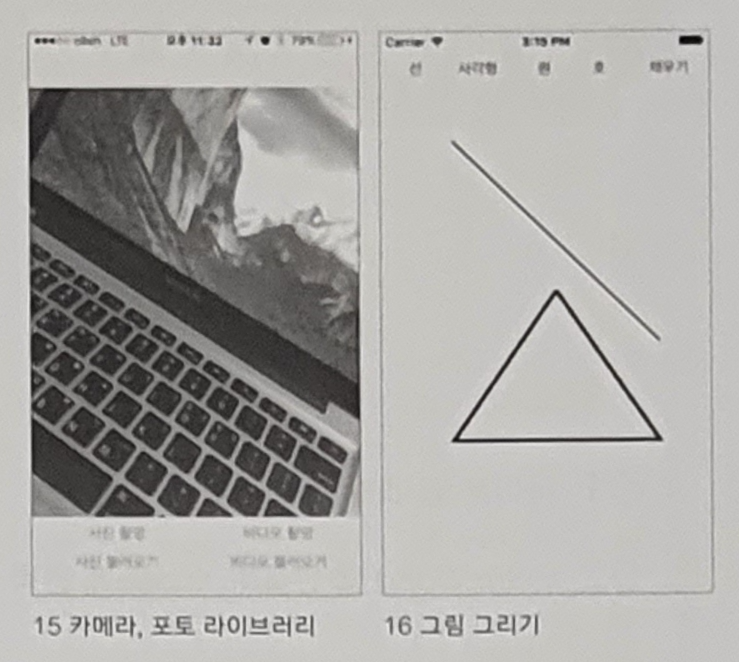 olleh LTE 오후 11:33 79%
사진 촬영 비디오 촬영
사진 불러오기 비디오 불러오기
15 카메라, 포토 라이브러리
Carrier 3:15 PM
선 사각형 원 호 채우기
16 그림 그리기